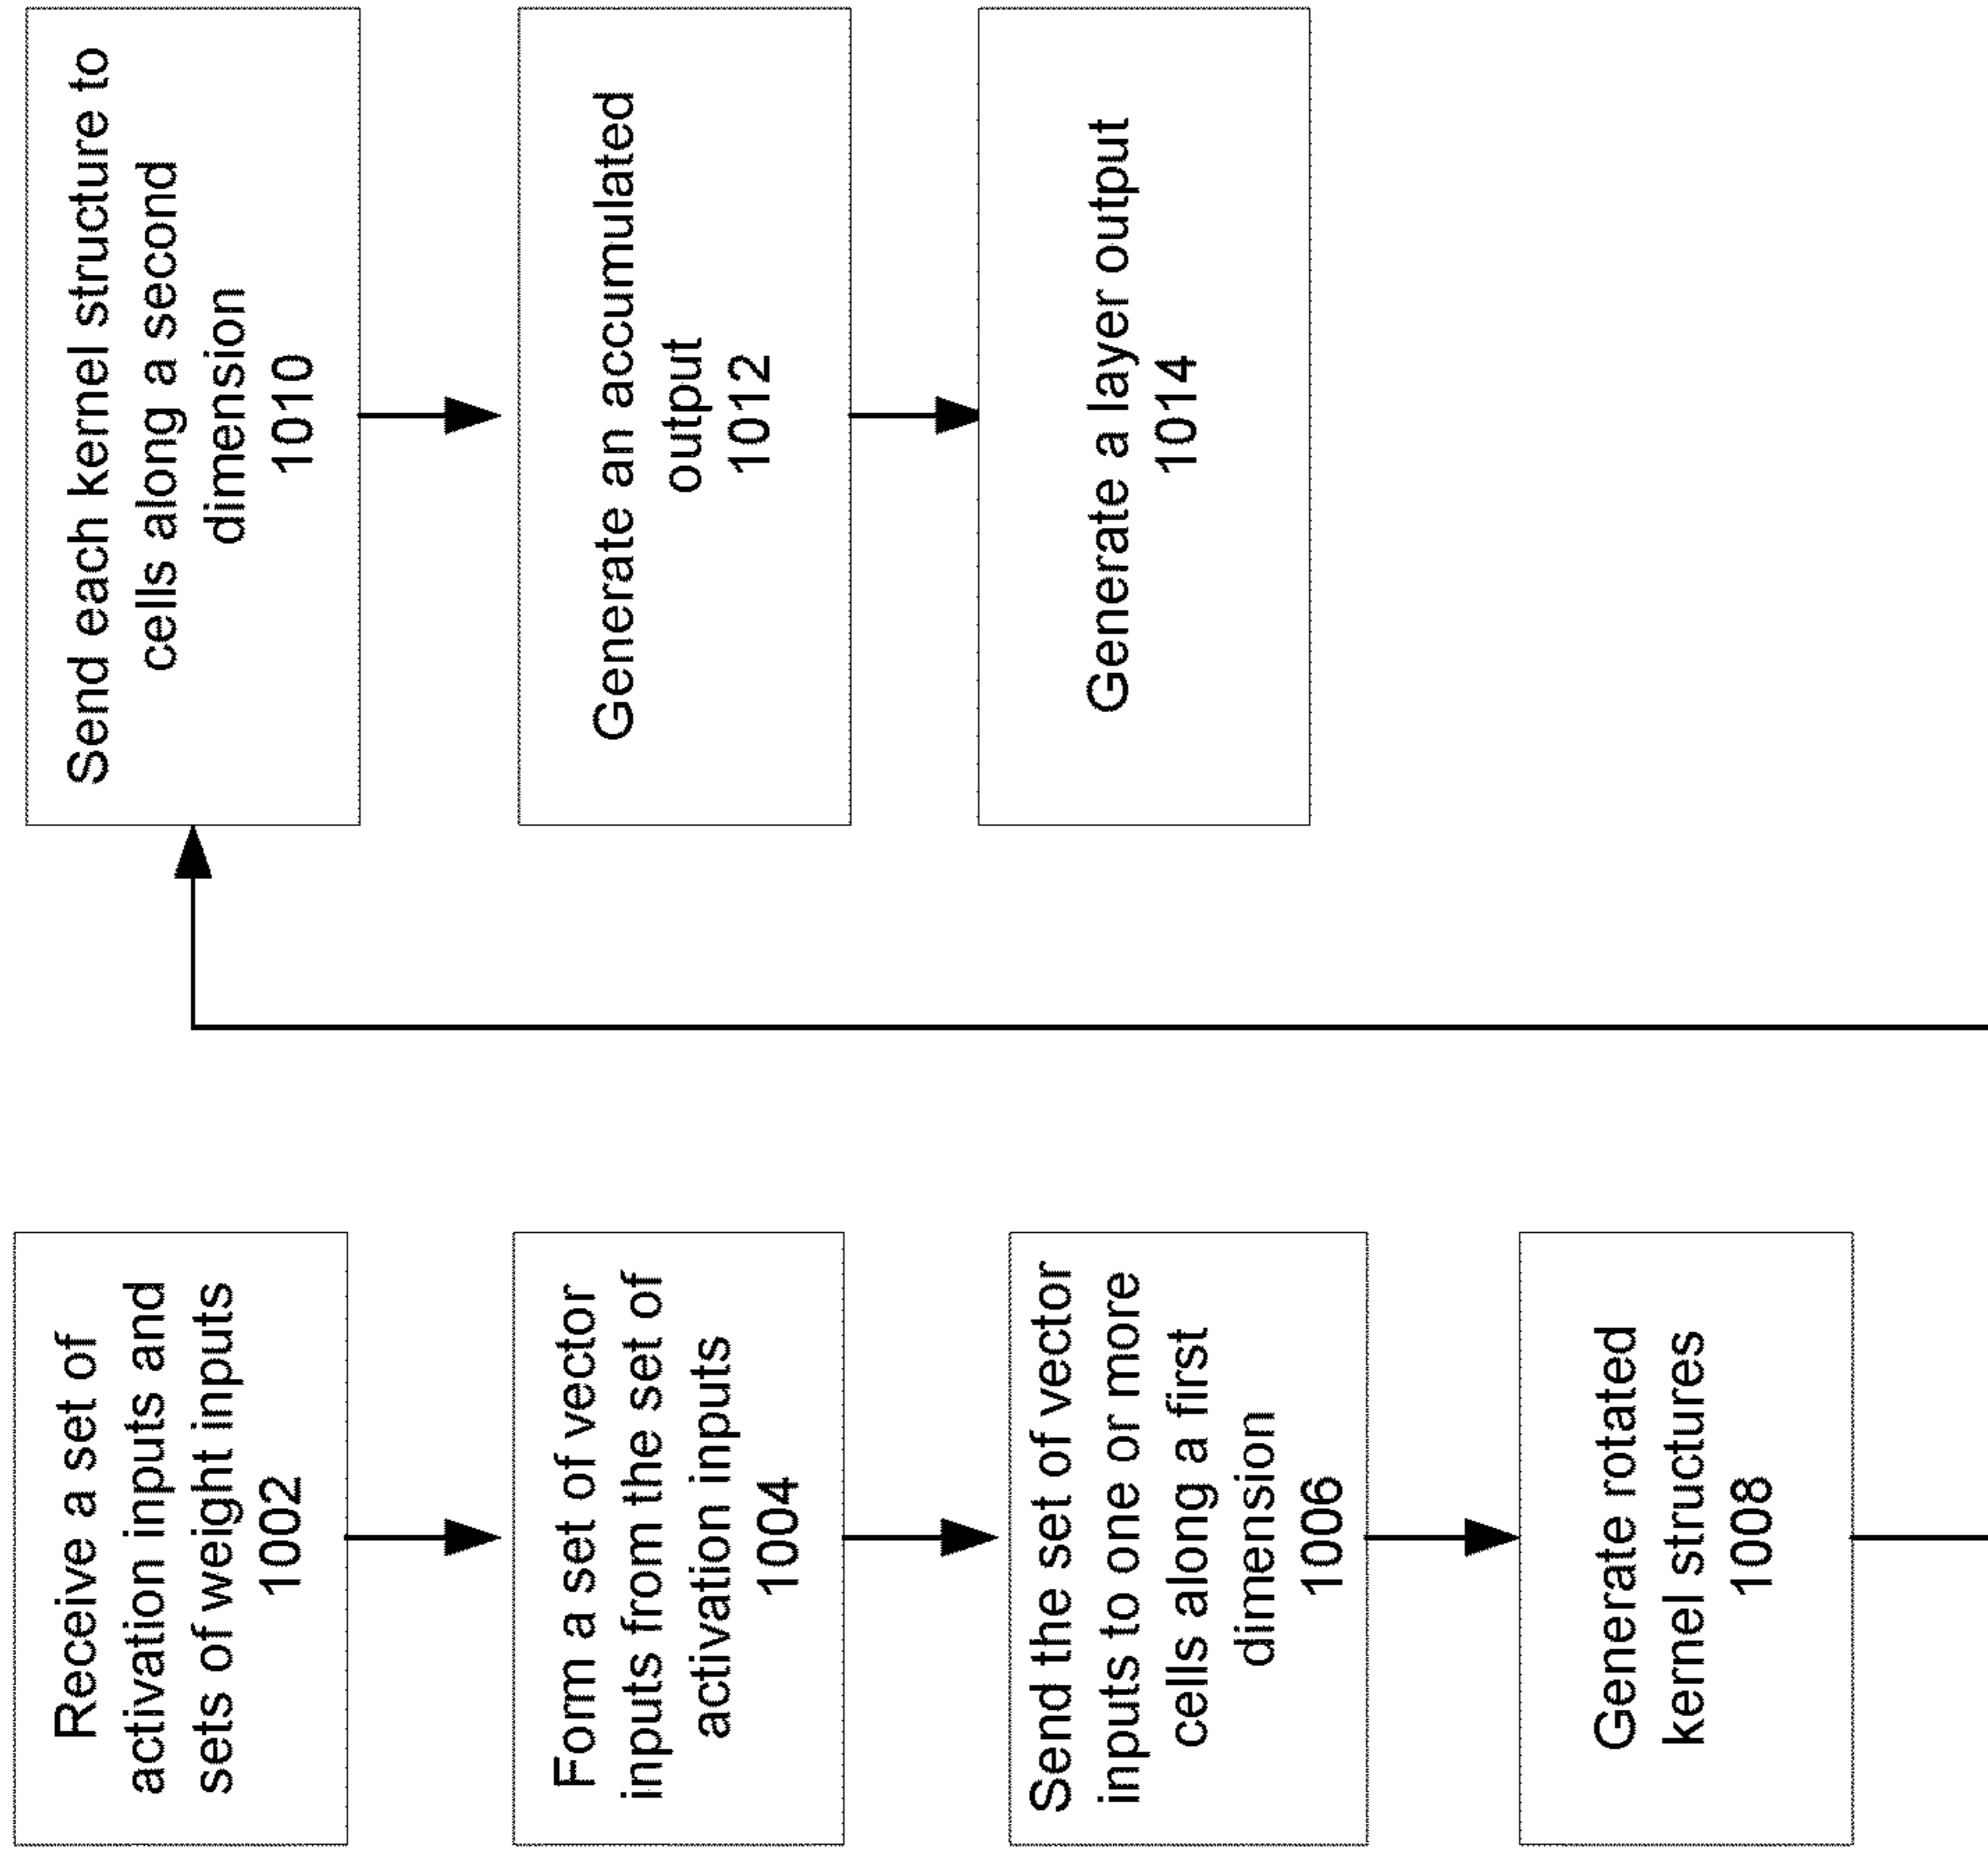 Receive a set of
activation inputs and
sets of weight inputs
1002
Form a set of vector
inputs from the set of
activation inputs
1004
Send the set of vector
inputs to one or more
cells along a first
dimension
1006
Generate rotated
kernel structures
1008
Send each kernel structure to
cells along a second
dimension
1010
Generate an accumulated
output
1012
Generate a layer output
1014